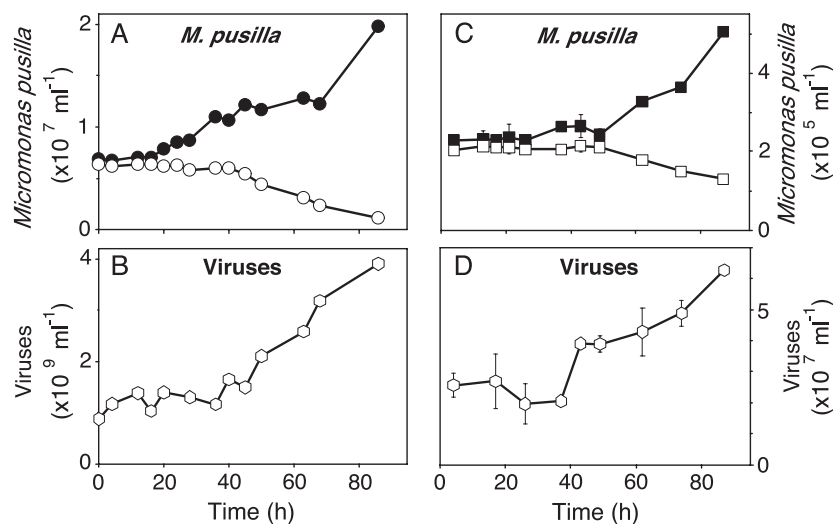 A
M. pusilla
2
1
0
Micromonas pusilla
(x10⁷ ml⁻¹)
C
M. pusilla
4
2
0
Micromonas pusilla
(x10⁵ ml⁻¹)
B
Viruses
4
2
0
Viruses
(x10⁹ ml⁻¹)
0 20 40 60 80
Time (h)
D
Viruses
5
0
Viruses
(x10⁷ ml⁻¹)
0 20 40 60 80
Time (h)